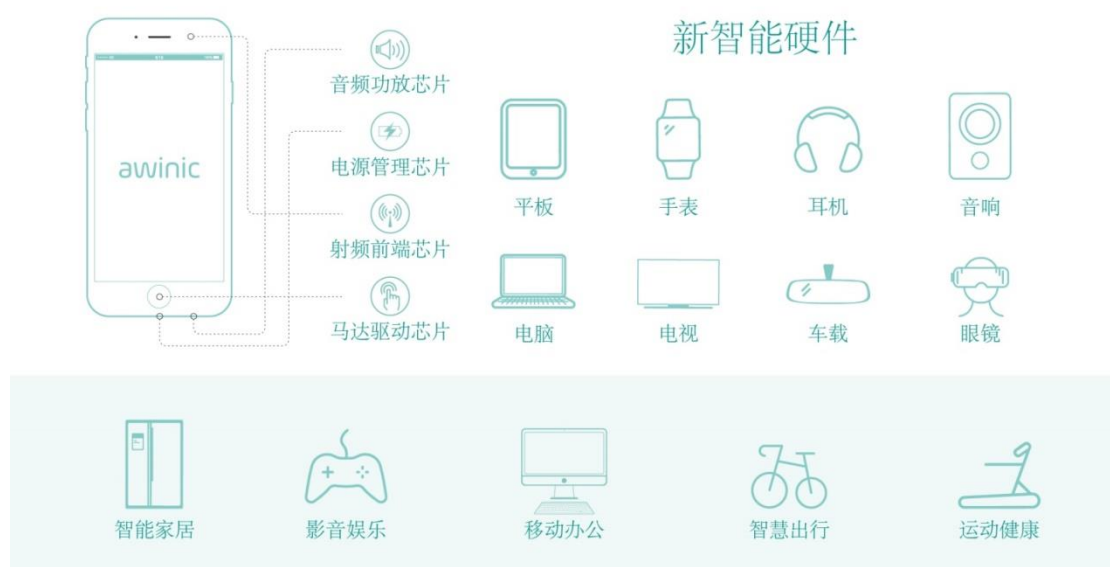 awinic
音频功放芯片
电源管理芯片
射频前端芯片
马达驱动芯片
新智能硬件
平板
手表
耳机
音响
电脑
电视
车载
眼镜
智能家居
影音娱乐
移动办公
智慧出行
运动健康